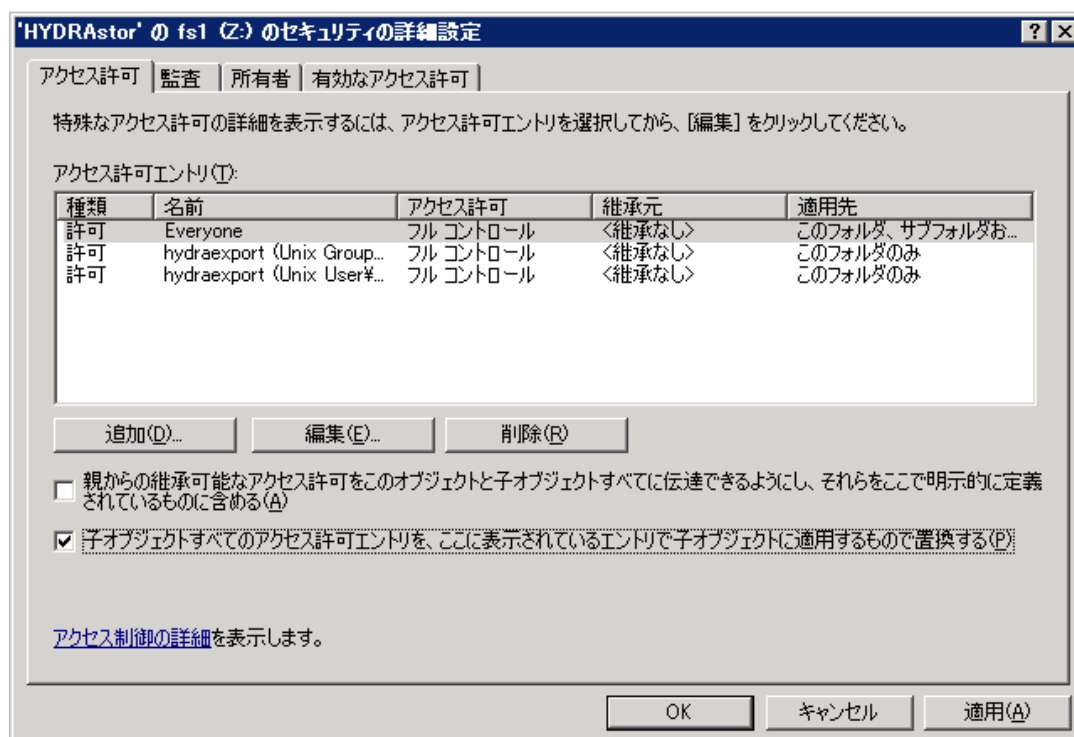 'HYDRAstor' の fs1 (Z:) のセキュリティの詳細設定
アクセス許可 監査 所有者 有効なアクセス許可
特殊なアクセス許可の詳細を表示するには、アクセス許可エントリを選択してから、[編集] をクリックしてください。
アクセス許可エントリ(T):
種類 名前 アクセス許可 継承元 適用先
許可 Everyone フル コントロール <継承なし> このフォルダ、サブフォルダお...
許可 hydraexport (Unix Group... フル コントロール <継承なし> このフォルダのみ
許可 hydraexport (Unix User¥... フル コントロール <継承なし> このフォルダのみ
追加(D)... 編集(E)... 削除(R)
親からの継承可能なアクセス許可をこのオブジェクトと子オブジェクトすべてに伝達できるようにし、それらをここで明示的に定義
されているものに含める(A)
子オブジェクトすべてのアクセス許可エントリを、ここに表示されているエントリで子オブジェクトに適用するもので置換する(P)
アクセス制御の詳細を表示します。
OK キャンセル 適用(A)